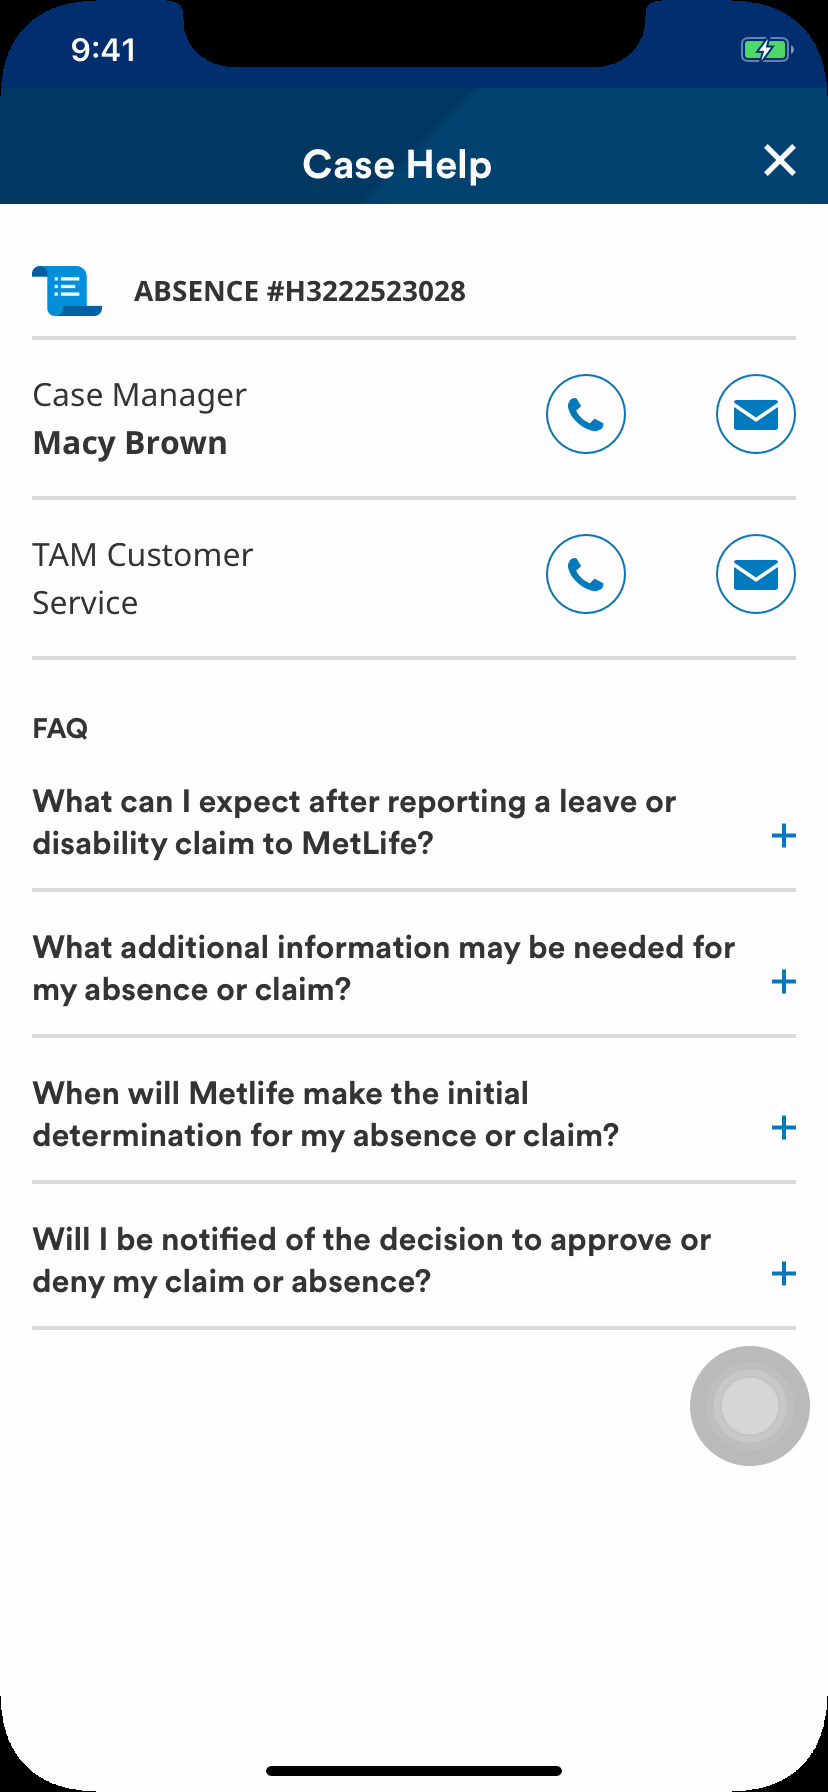 9:41
Case Help
ABSENCE #H3222523028
Case Manager
Macy Brown
TAM Customer
Service
FAQ
What can I expect after reporting a leave or
disability claim to MetLife?
What additional information may be needed for
my absence or claim?
When will Metlife make the initial
determination for my absence or claim?
Will I be notified of the decision to approve or
deny my claim or absence?